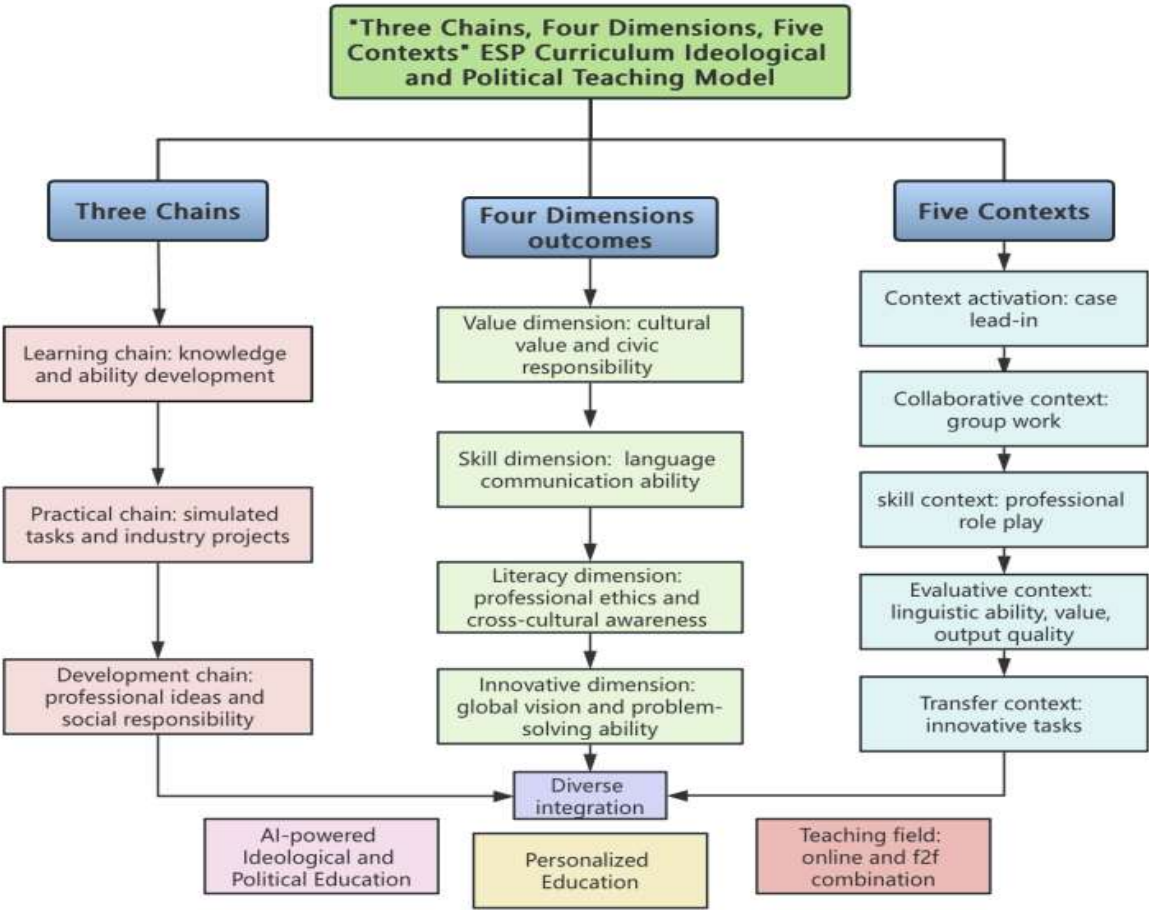 "Three Chains, Four Dimensions, Five
Contexts" ESP Curriculum Ideological
and Political Teaching Model
Three Chains
Four Dimensions
outcomes
Five Contexts
Learning chain: knowledge
and ability development
Practical chain: simulated
tasks and industry projects
Development chain:
professional ideas and
social responsibility
Value dimension: cultural
value and civic
responsibility
Skill dimension: language
communication ability
Literacy dimension:
professional ethics and
cross-cultural awareness
Innovative dimension:
global vision and problem-
solving ability
Context activation: case
lead-in
Collaborative context:
group work
skill context: professional
role play
Evaluative context:
linguistic ability, value,
output quality
Transfer context:
innovative tasks
Diverse
integration
AI-powered
Ideological and
Political Education
Personalized
Education
Teaching field:
online and f2f
combination